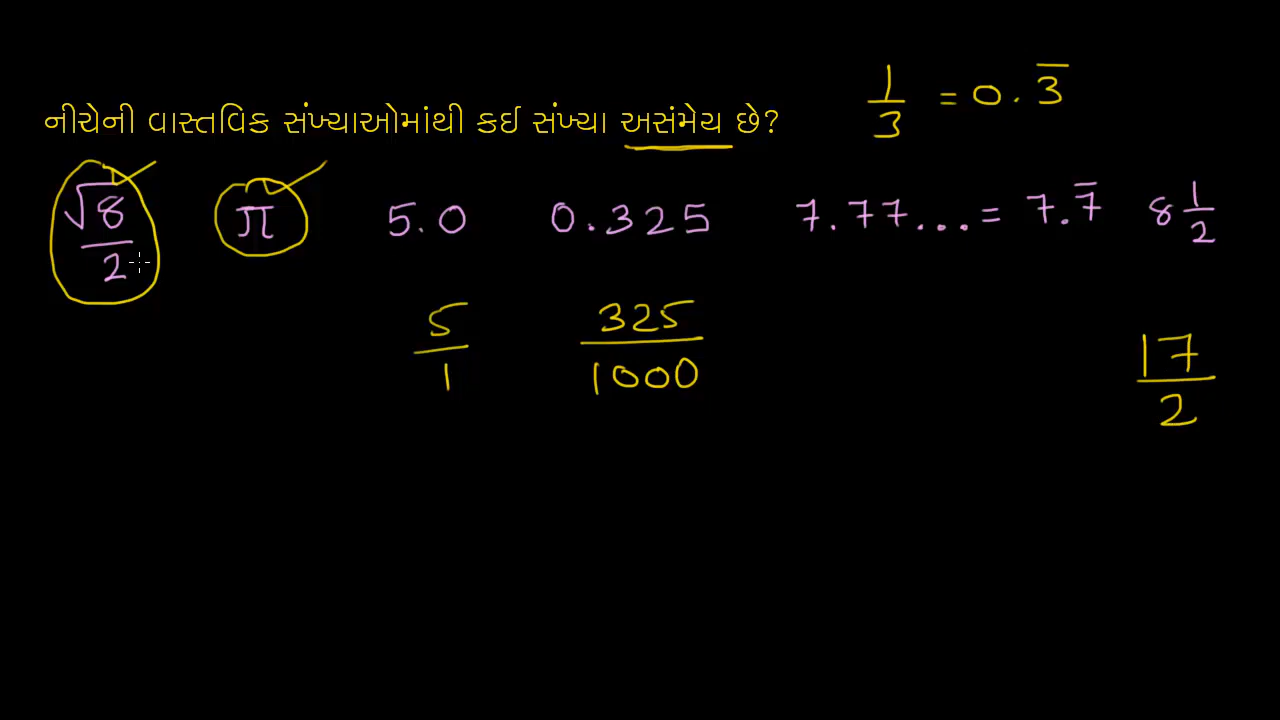 1/3 = 0.3̅
નીચેની વાસ્તવિક સંખ્યાઓમાંથી કઈ સંખ્યા અસંમેય છે?
√8/2 π 5.0 0.325 7.77... = 7.7̅ 8 1/2
5/1 325/1000 17/2